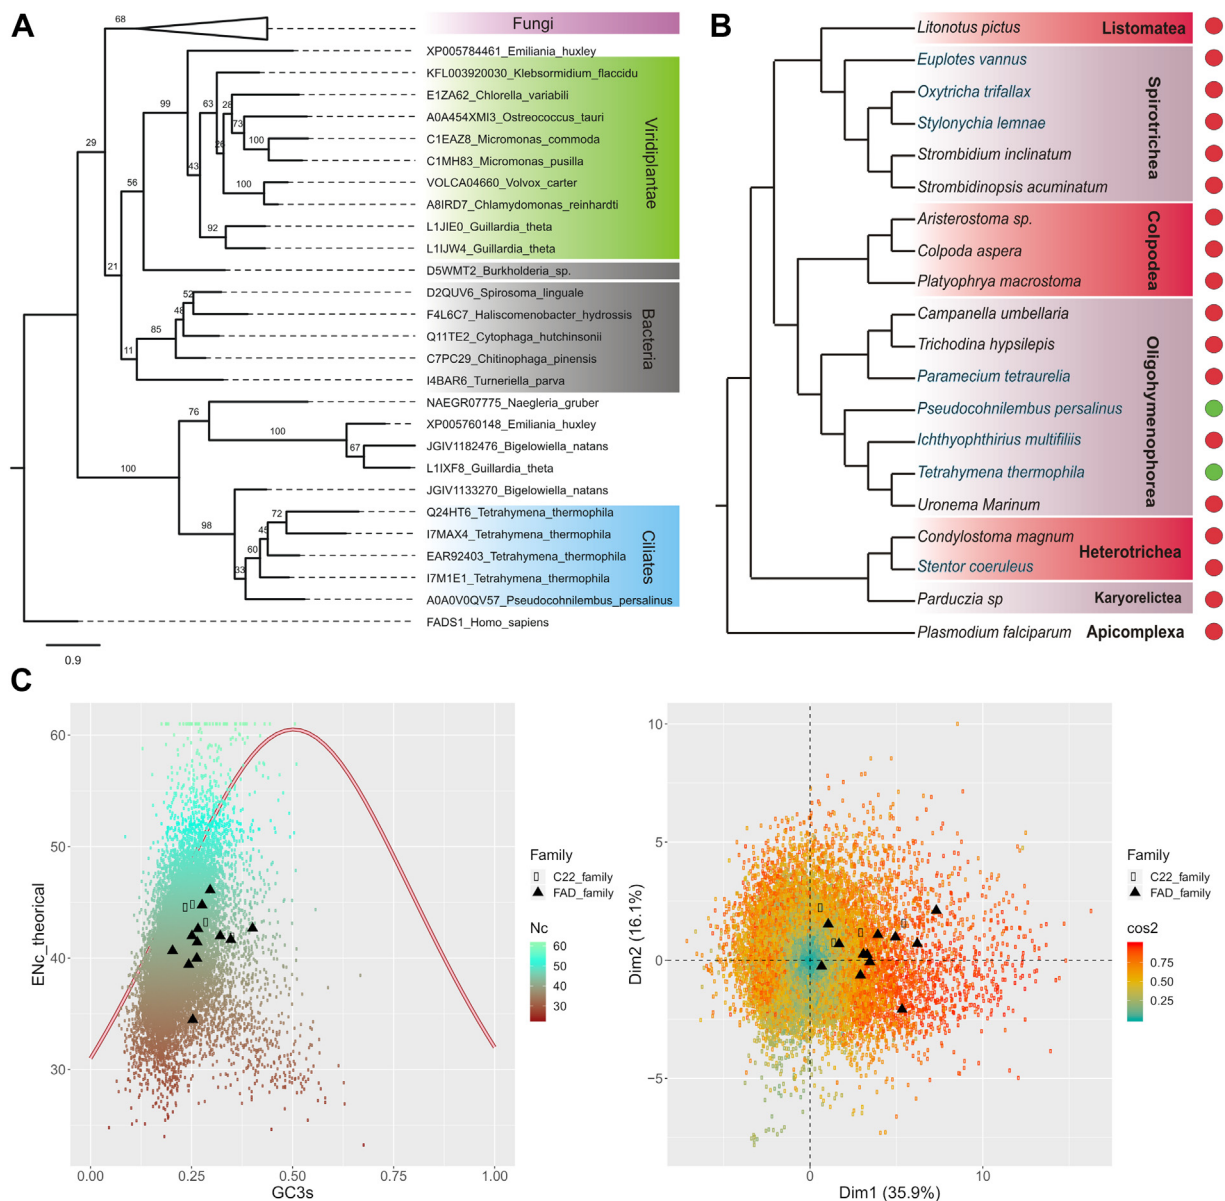 A
68
Fungi
XP005784461_Emiliania_huxley
KFL003920030_Klebsormidium_flaccidu
E1ZA62_Chlorella_variabili
A0A454XMI3_Ostreococcus_tauri
C1EAZ8_Micromonas_commoda
C1MH83_Micromonas_pusilla
VOLCA04660_Volvox_carter
A8IRD7_Chlamydomonas_reinhardti
L1JIE0_Guillardia_theta
L1IJW4_Guillardia_theta
Viridiplantae
D5WMT2_Burkholderia_sp.
D2QUV6_Spirosoma_linguale
F4L6C7_Haliscomenobacter_hydrossis
Q11TE2_Cytophaga_hutchinsonii
C7PC29_Chitinophaga_pinensis
I4BAR6_Turneriella_parva
Bacteria
NAEGR07775_Naegleria_gruber
XP005760148_Emiliania_huxley
JGIV1182476_Bigelowiella_natans
L1IXF8_Guillardia_theta
JGIV1133270_Bigelowiella_natans
Q24HT6_Tetrahymena_thermophila
I7MAX4_Tetrahymena_thermophila
EAR92403_Tetrahymena_thermophila
I7M1E1_Tetrahymena_thermophila
A0A0V0QV57_Pseudocohnilembus_persalinus
Ciliates
FADS1_Homo_sapiens
29
99
63
28
73
100
26
100
43
92
56
21
52
48
85
11
76
100
67
100
98
72
45
60
33
0.9
B
Litonotus pictus
Listomatea
Euplotes vannus
Oxytricha trifallax
Stylonychia lemnae
Strombidium inclinatum
Strombidinopsis acuminatum
Spirotrichea
Aristerostoma sp.
Colpoda aspera
Platyophrya macrostoma
Colpodea
Campanella umbellaria
Trichodina hypsilepis
Paramecium tetraurelia
Pseudocohnilembus persalinus
Ichthyophthirius multifiliis
Tetrahymena thermophila
Uronema Marinum
Oligohymenophorea
Condylostoma magnum
Heterotrichea
Stentor coeruleus
Parduczia sp
Karyorelictea
Plasmodium falciparum
Apicomplexa
C
ENc_theorical
60
50
40
30
0.00
0.25
0.50
0.75
1.00
GC3s
Family
C22_family
FAD_family
Nc
60
50
40
30
Dim2 (16.1%)
10
5
0
−5
0
10
Dim1 (35.9%)
Family
C22_family
FAD_family
cos2
0.75
0.50
0.25